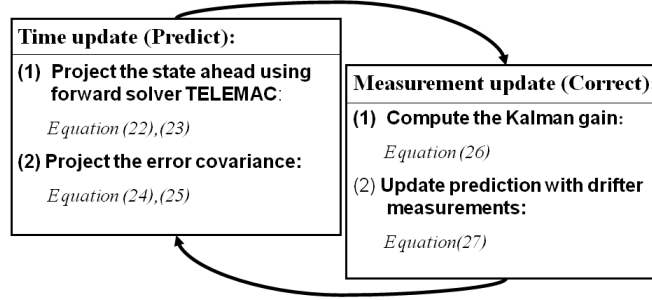 Time update (Predict):
(1) Project the state ahead using
forward solver TELEMAC:
Equation (22),(23)
(2) Project the error covariance:
Equation (24),(25)
Measurement update (Correct):
(1) Compute the Kalman gain:
Equation (26)
(2) Update prediction with drifter
measurements:
Equation(27)